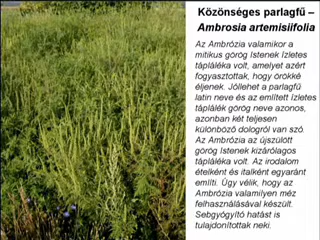 Közönséges parlagfű –
Ambrosia artemisiifolia
Az Ambrózia valamikor a
mitikus görög Istenek ízletes
tápláléka volt, amelyet azért
fogyasztottak, hogy örökké
éljenek. Jóllehet a parlagfű
latin neve és az említett ízletes
táplálék görög neve azonos,
azonban két teljesen
különböző dologról van szó.
Az Ambrózia az újszülött
görög Istenek kizárólagos
tápláléka volt. Az irodalom
ételként és italként egyaránt
említi. Úgy vélik, hogy az
Ambrózia valamilyen méz
felhasználásával készült.
Sebgyógyító hatást is
tulajdonítottak neki.